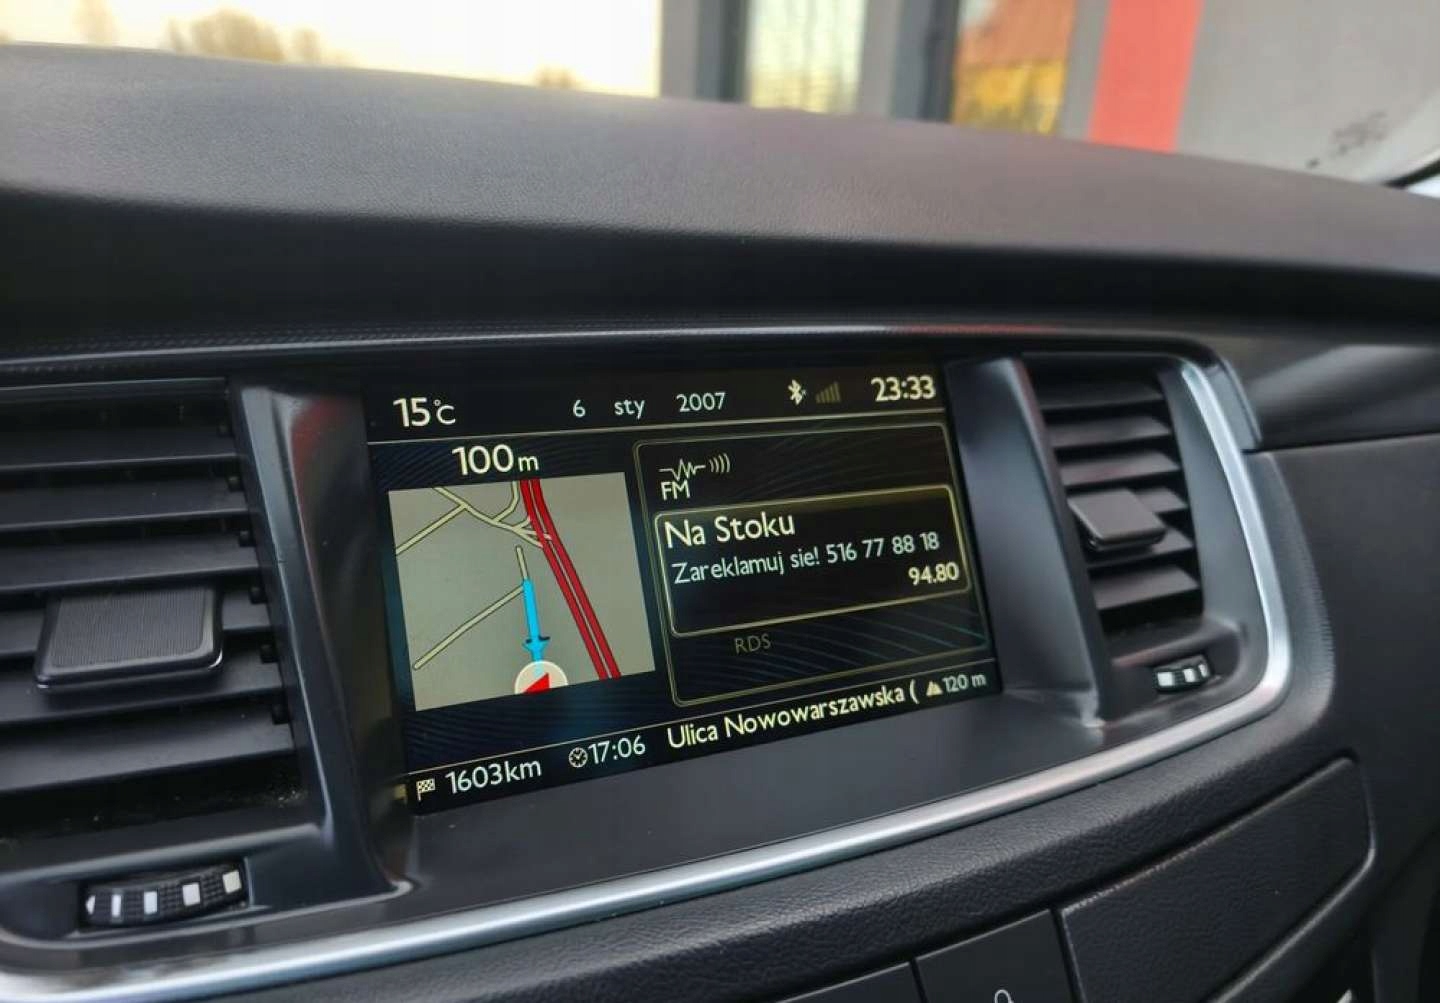 15°C 6 sty 2007 23:33
100 m
FM
Na Stoku
Zareklamuj sie! 516 77 88 18
94.80
RDS
1603km 17:06 Ulica Nowowarszawska ( 120 m